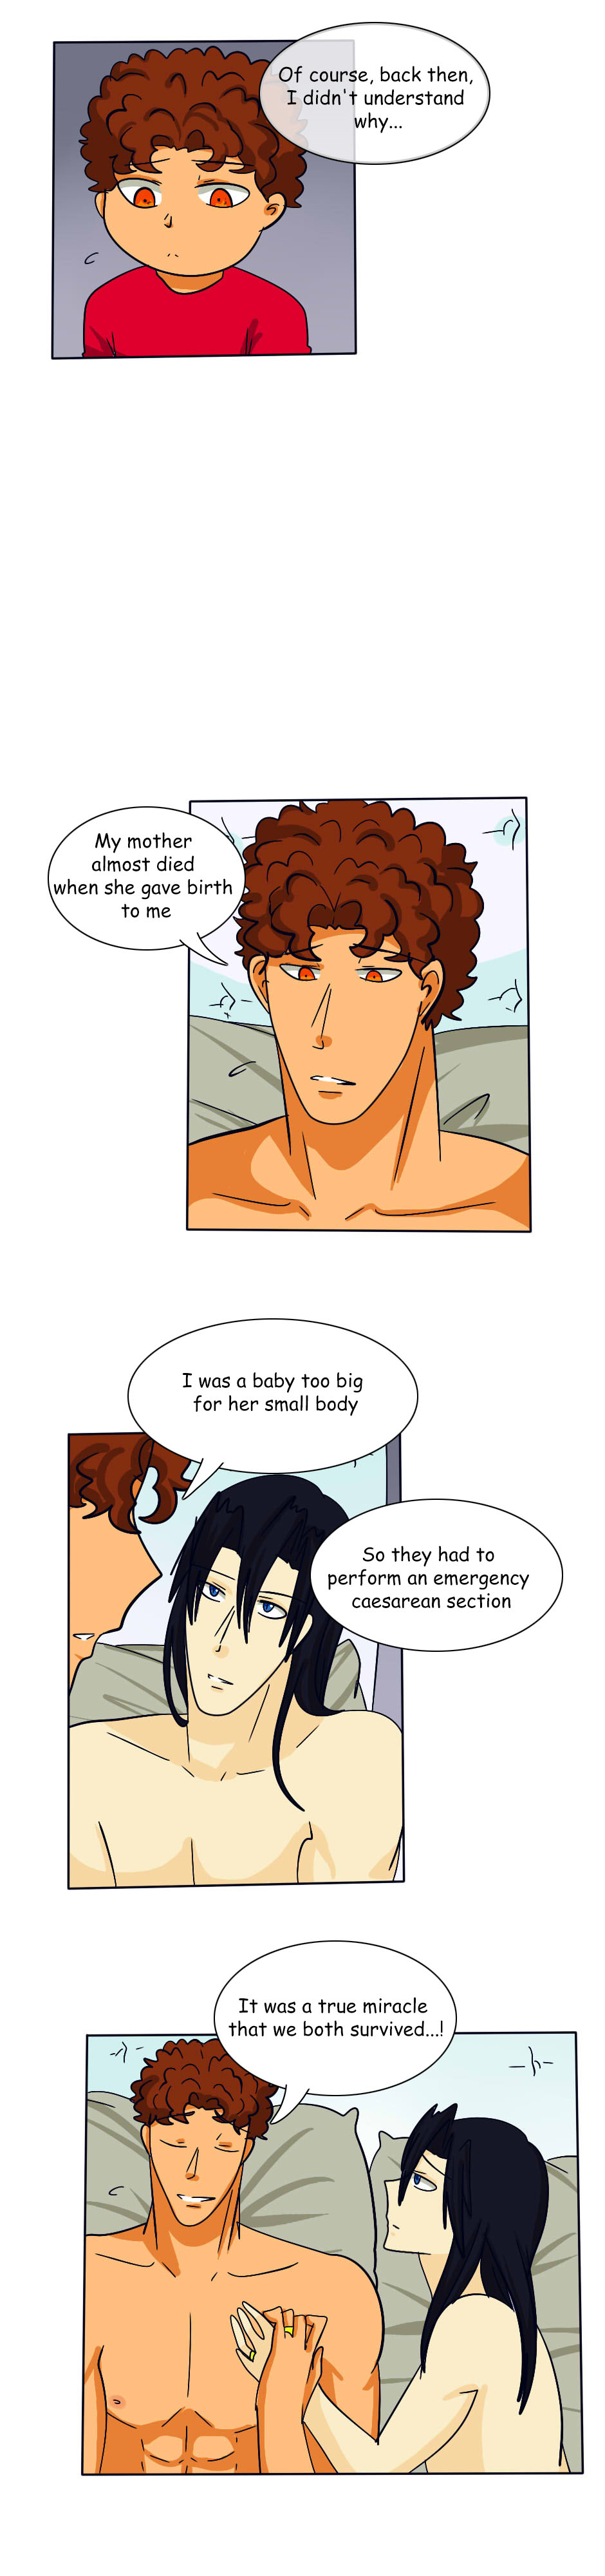 Of course, back then,
I didn't understand
why...
My mother
almost died
when she gave birth
to me
I was a baby too big
for her small body
So they had to
perform an emergency
caesarean section
It was a true miracle
that we both survived...!